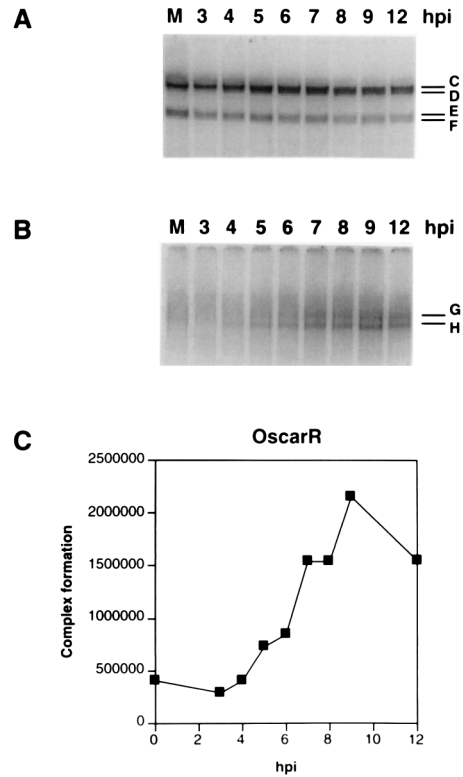 A
M 3 4 5 6 7 8 9 12 hpi
C
D
E
F
B
M 3 4 5 6 7 8 9 12 hpi
G
H
C
OscarR
2500000
2000000
1500000
1000000
500000
0
Complex formation
0 2 4 6 8 10 12
hpi